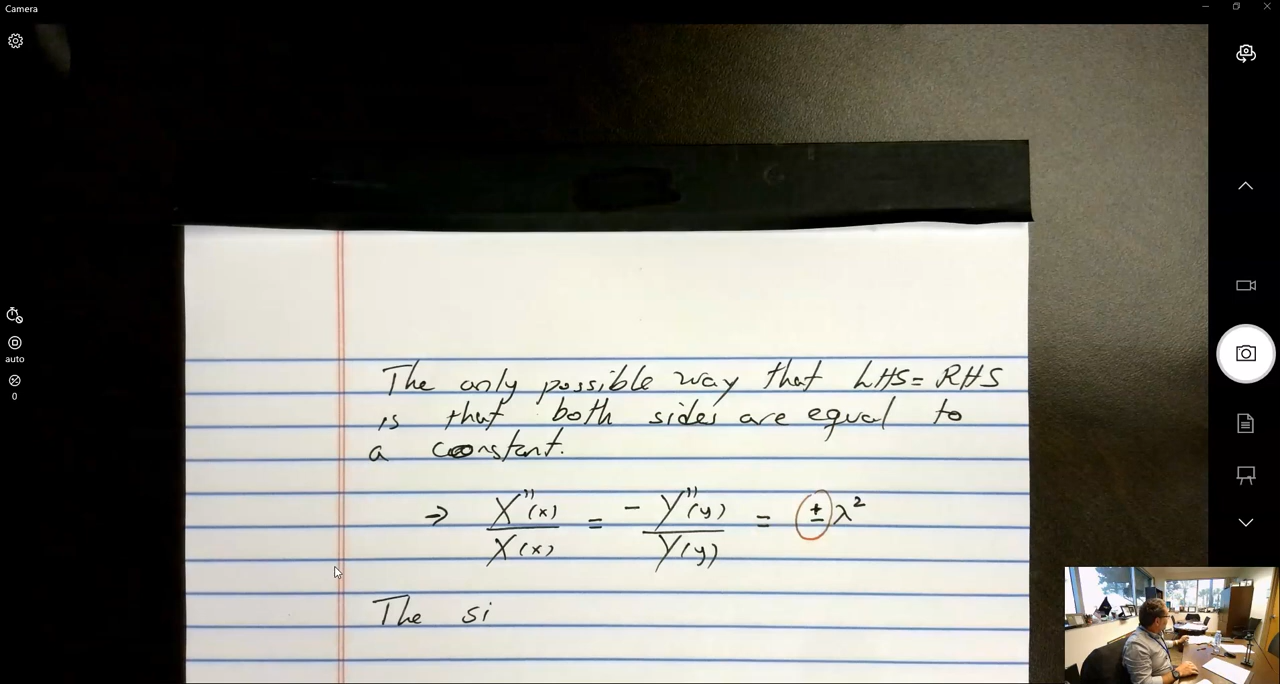 Camera
auto
0
The only possible way that LHS = RHS
is that both sides are equal to
a constant.
→ X''(x)/X(x) = - Y''(y)/Y(y) = ± λ²
The si